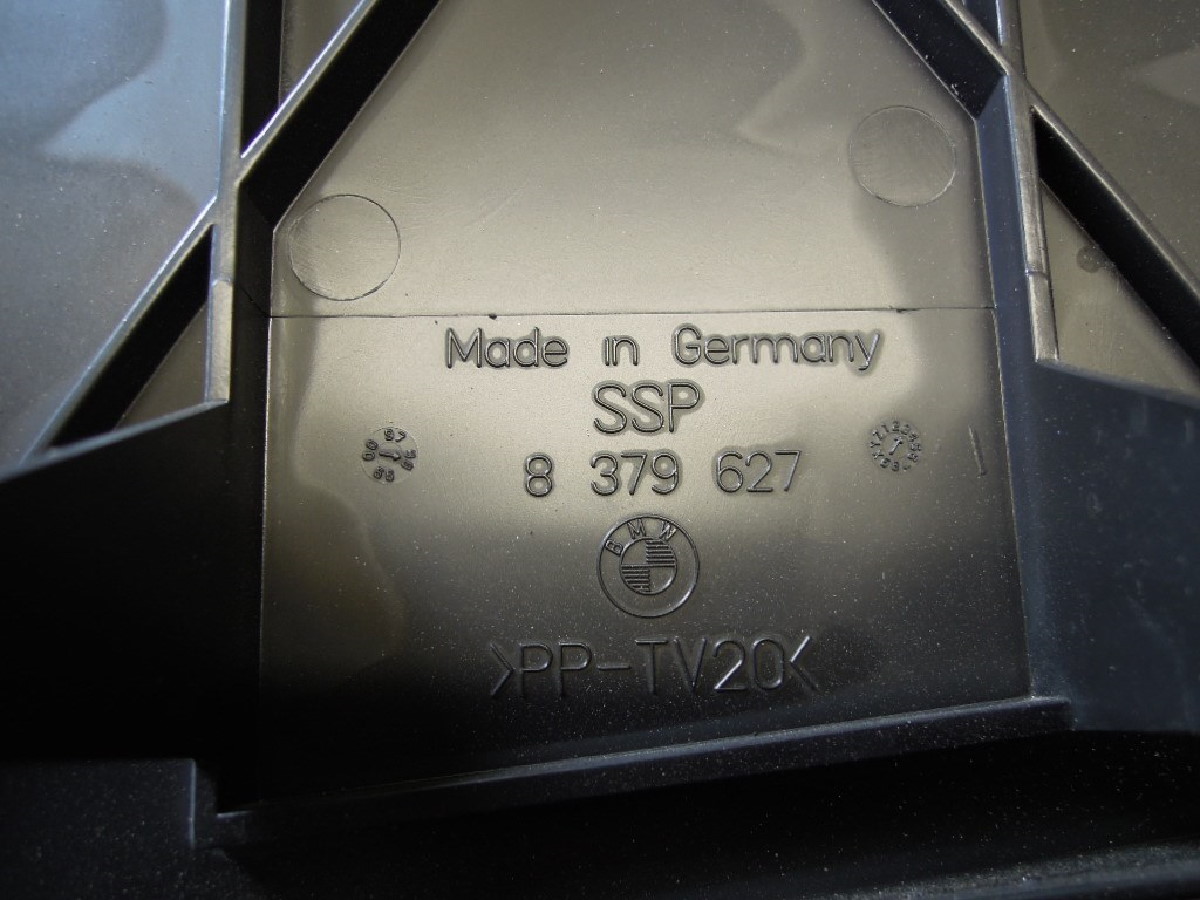 Made in Germany
SSP
8 379 627
BMW
>PP-TV20<